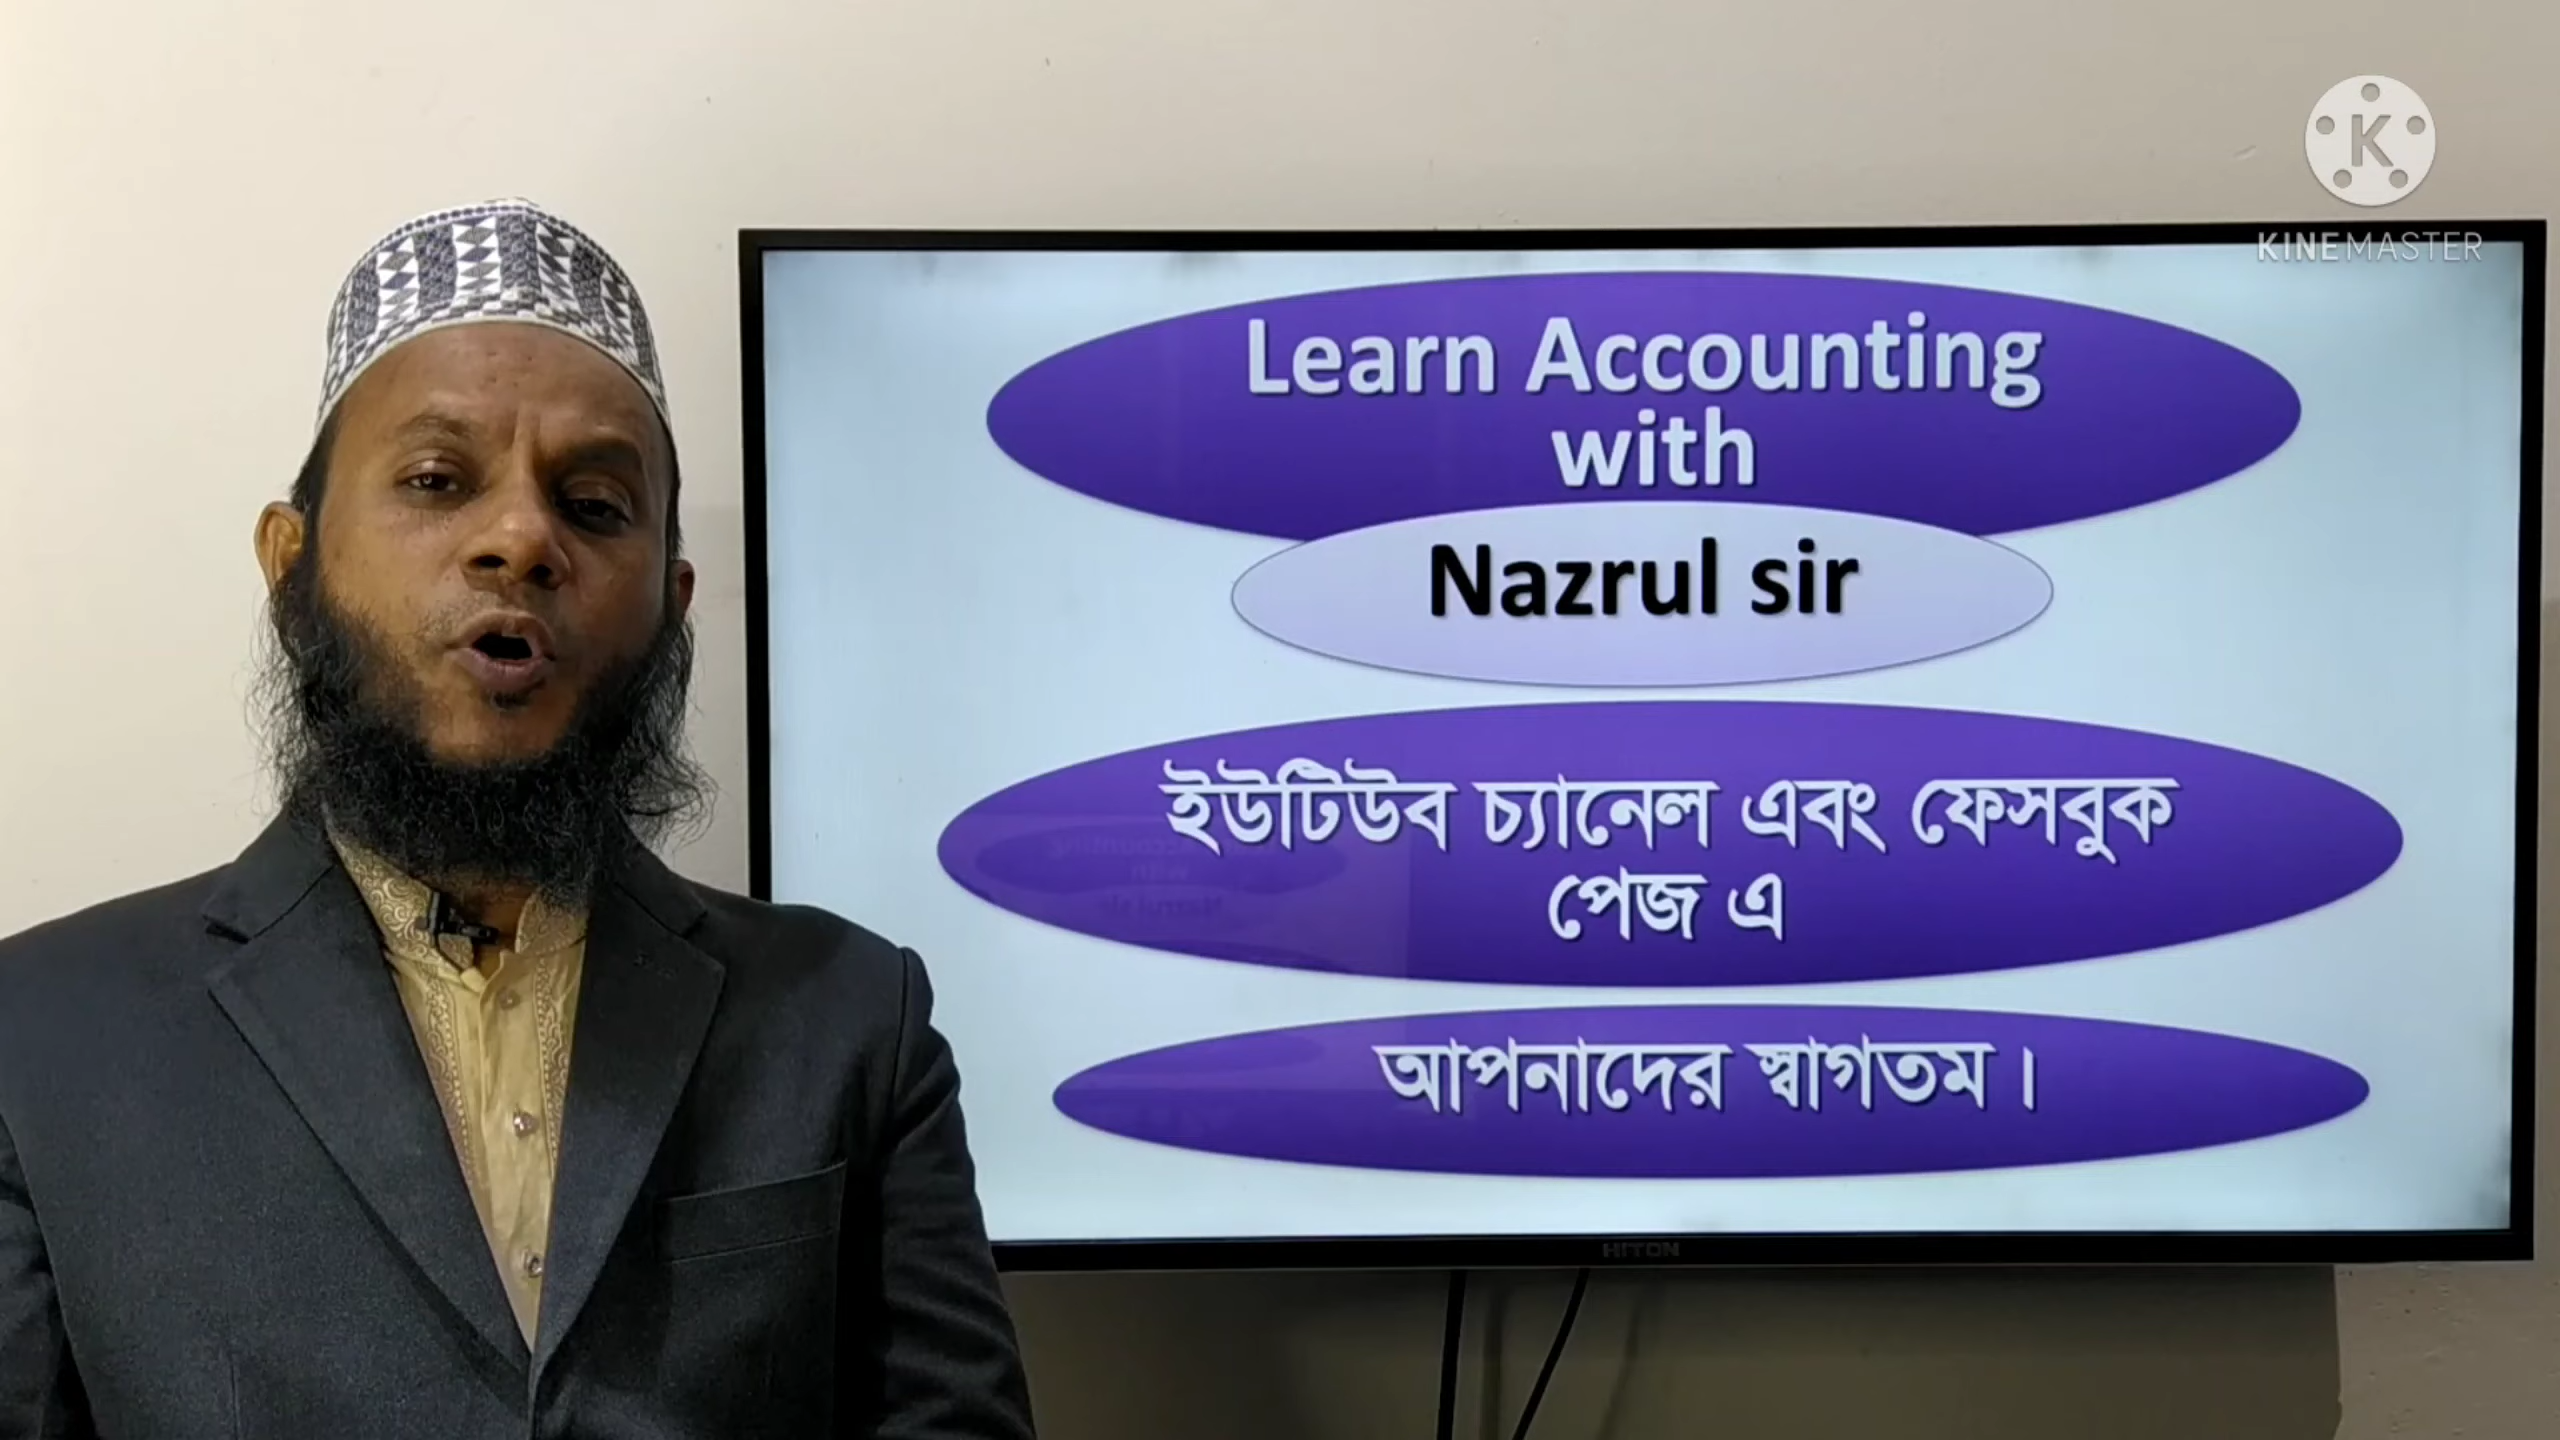 K
KINEMASTER
Learn Accounting
with
Nazrul sir
ইউটিউব চ্যানেল এবং ফেসবুক
পেজ এ
আপনাদের স্বাগতম।
HITON